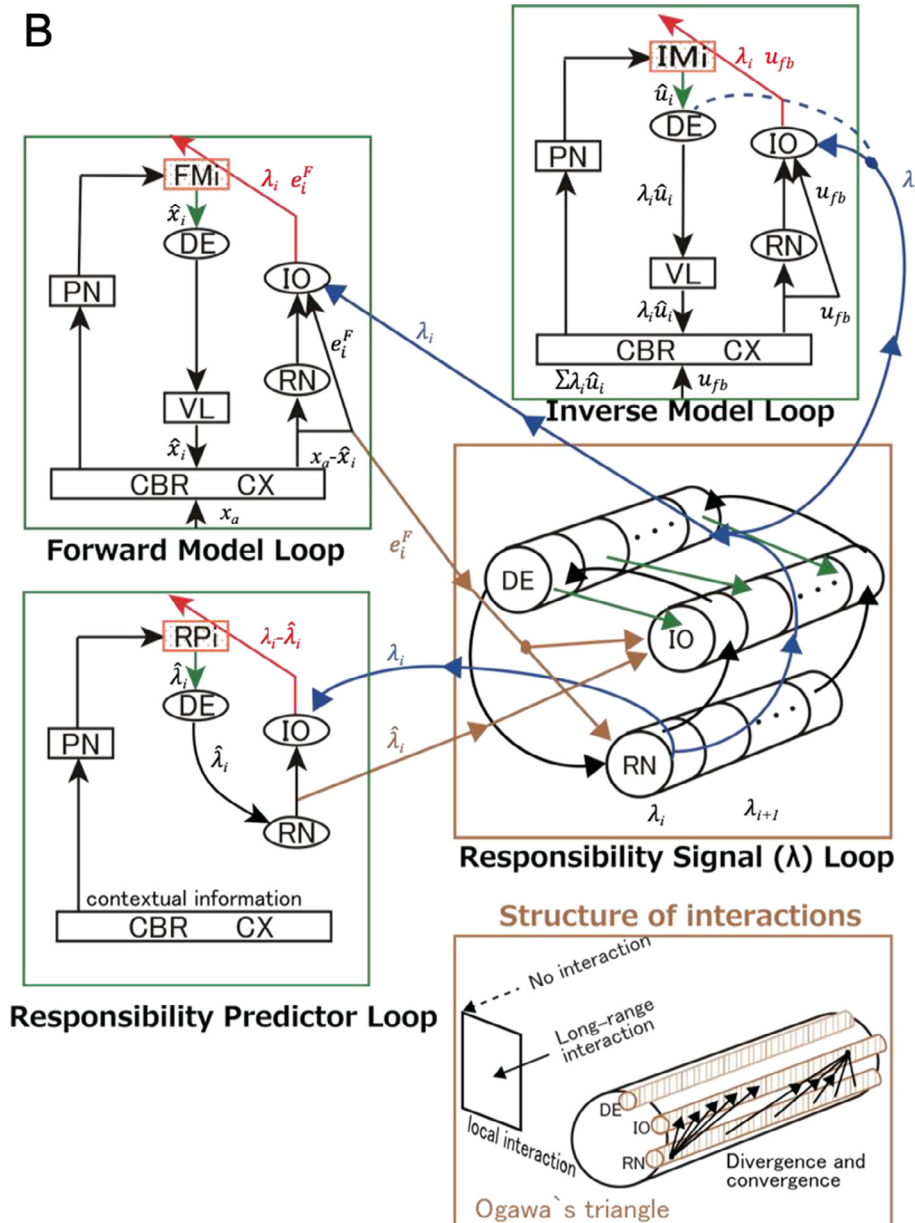 B
IMi
λi ufb
ûi
DE
IO
PN
λi
ufb
λiûi
RN
VL
ufb
λiûi
CBR CX
Σλiûi
ufb
Inverse Model Loop
FMi
λi eiF
x̂i
DE
IO
PN
λi
eiF
RN
VL
x̂i
xa-x̂i
CBR CX
xa
Forward Model Loop
eiF
DE
IO
RN
λi
λi+1
Responsibility Signal (λ) Loop
RPi
λi-λ̂i
λ̂i
λi
DE
IO
PN
λ̂i
λ̂i
RN
contextual information
CBR CX
Responsibility Predictor Loop
Structure of interactions
No interaction
Long-range
interaction
local interaction
DE
IO
RN
Divergence and
convergence
Ogawa`s triangle